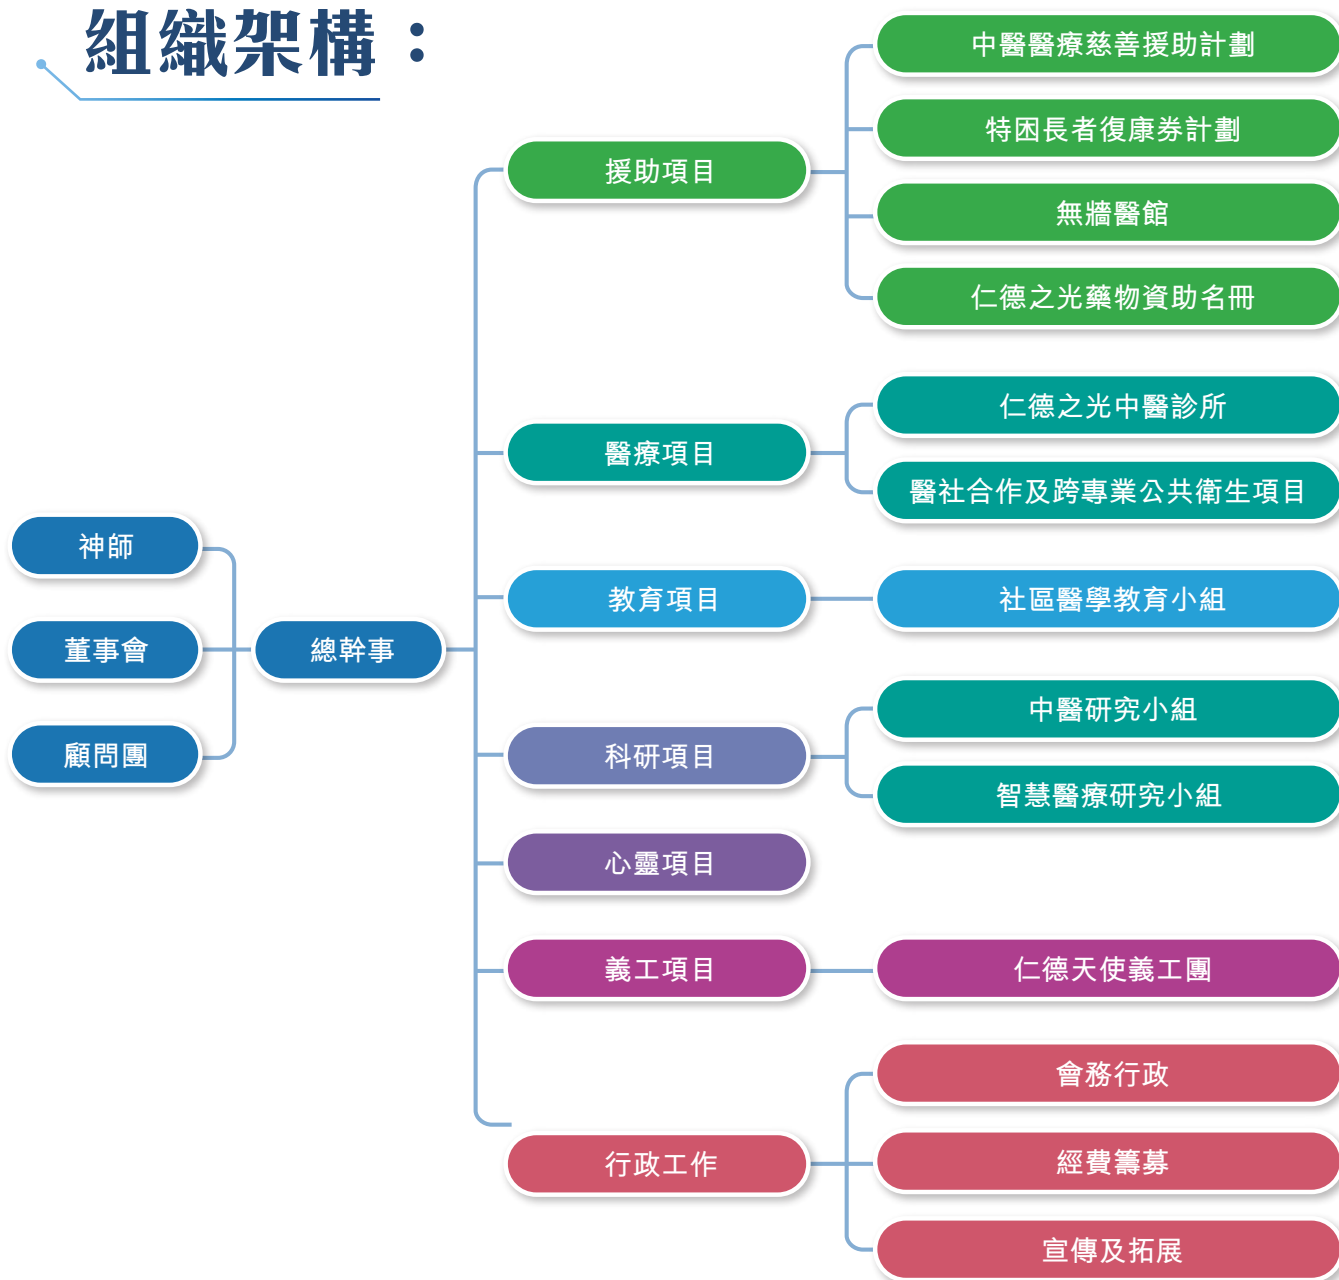 組織架構：
神師
董事會
顧問團
總幹事
援助項目
中醫醫療慈善援助計劃
特困長者復康券計劃
無牆醫館
仁德之光藥物資助名冊
醫療項目
仁德之光中醫診所
醫社合作及跨專業公共衛生項目
教育項目
社區醫學教育小組
科研項目
中醫研究小組
智慧醫療研究小組
心靈項目
義工項目
仁德天使義工團
行政工作
會務行政
經費籌募
宣傳及拓展